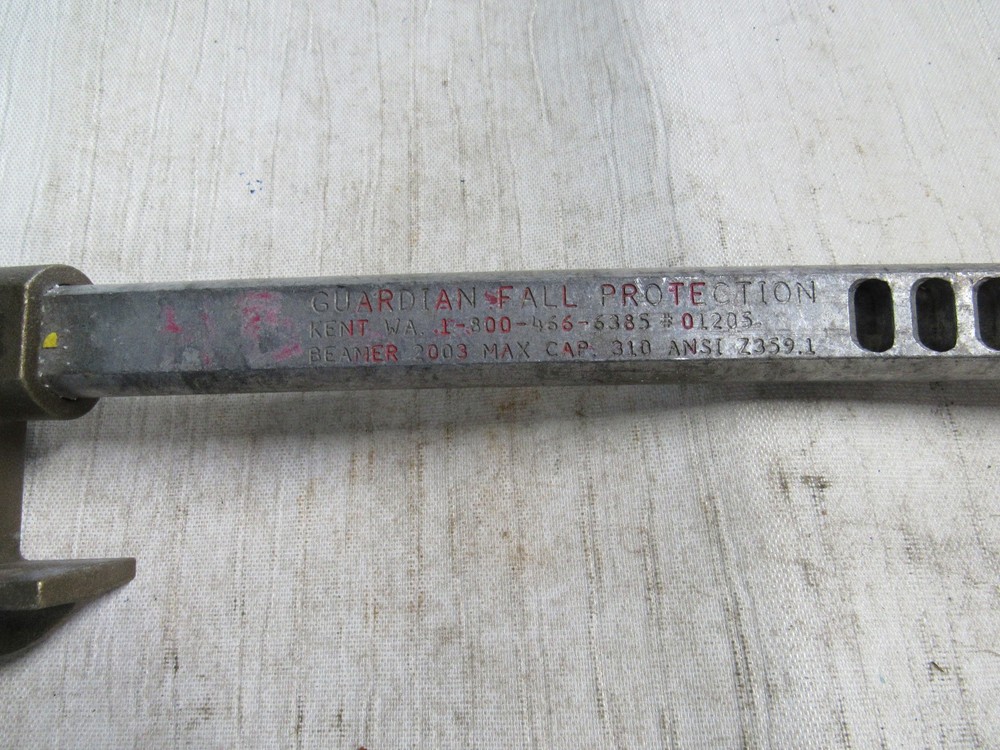 GUARDIAN FALL PROTECTION
KENT WA. 1-800-466-6385 # 01205
BEAMER 2003 MAX CAP. 310 ANSI Z359.1